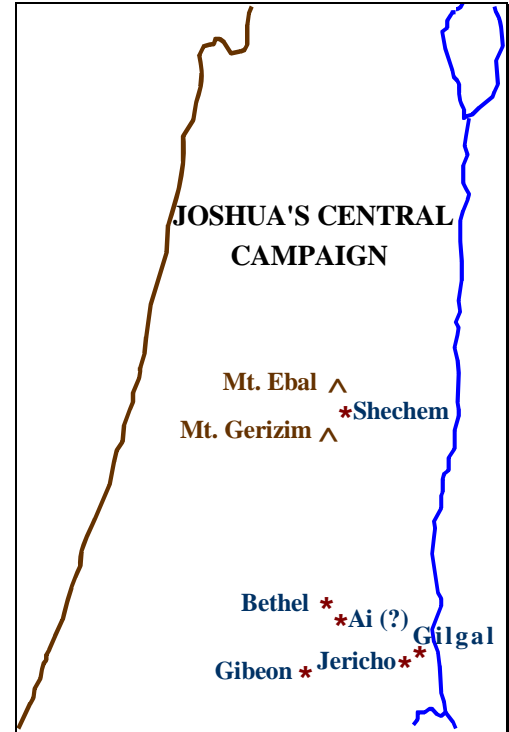 JOSHUA'S CENTRAL
CAMPAIGN
Mt. Ebal ^
*Shechem
Mt. Gerizim ^
Bethel *
*Ai (?)
Gilgal
*
Jericho *
Gibeon *